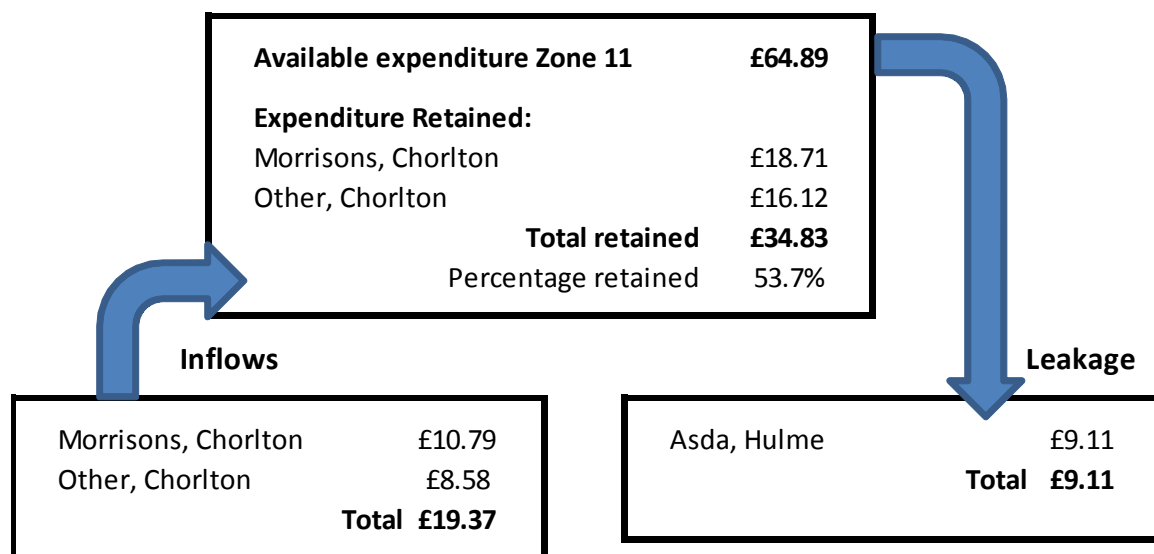 Available expenditure Zone 11 £64.89
Expenditure Retained:
Morrisons, Chorlton £18.71
Other, Chorlton £16.12
Total retained £34.83
Percentage retained 53.7%
Inflows
Morrisons, Chorlton £10.79
Other, Chorlton £8.58
Total £19.37
Leakage
Asda, Hulme £9.11
Total £9.11